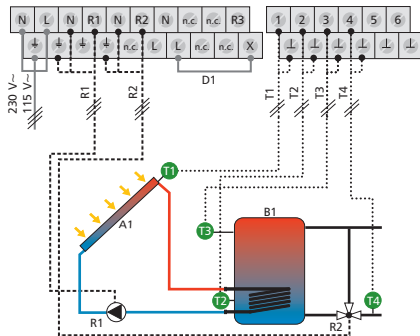 N L N R1 N R2 N R3
n.c. L L n.c. n.c. X
1 2 3 4 5 6
230 V~
115 V~
R1
R2
D1
T1
T2
T3
T4
T1
A1
B1
T3
T2
T4
R1
R2